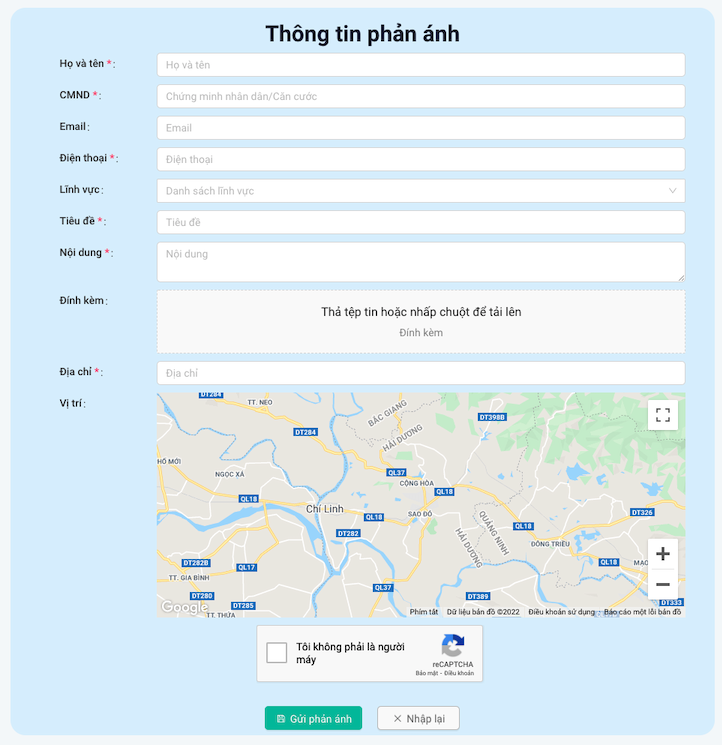 Thông tin phản ánh
Họ và tên * :
Họ và tên
CMND * :
Chứng minh nhân dân/Căn cước
Email :
Email
Điện thoại * :
Điện thoại
Lĩnh vực :
Danh sách lĩnh vực
Tiêu đề * :
Tiêu đề
Nội dung * :
Nội dung
Đính kèm :
Thả tệp tin hoặc nhấp chuột để tải lên
Đính kèm
Địa chỉ * :
Địa chỉ
Vị trí :
DT284
TT. NEO
BẮC GIANG
DT398B
DT284
HẢI DƯƠNG
HỐ MỚI
QL37
NGỌC XÁ
CỘNG HÒA
QL18
QL18
Chí Linh
QL18
SAO ĐỎ
QUẢNG NINH
DT326
QL18
DT282
HẢI DƯƠNG
ĐÔNG TRIỀU
DT282B
QL17
QL18
MẠO
TT. GIA BÌNH
QL37
DT280
DT389
DT333
Google
DT285
TT. THỨA
Phím tắt
Dữ liệu bản đồ ©2022
Điều khoản sử dụng
Báo cáo một lỗi bản đồ
Tôi không phải là người
máy
reCAPTCHA
Bảo mật - Điều khoản
Gửi phản ánh
Nhập lại